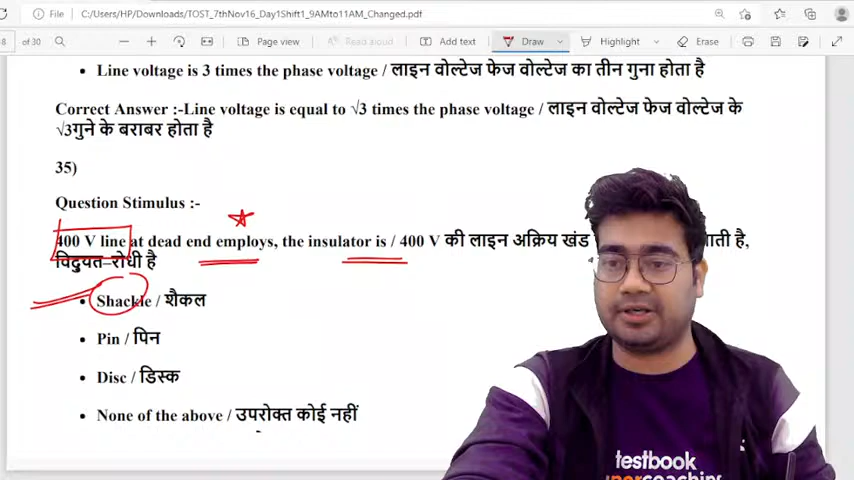 C:/Users/HP/Downloads/TOST_7thNov16_Day1Shift1_9AMto11AM_Changed.pdf
8 of 30 Page view Read aloud Add text Draw Highlight Erase
• Line voltage is 3 times the phase voltage / लाइन वोल्टेज फेज वोल्टेज का तीन गुना होता है
Correct Answer :-Line voltage is equal to √3 times the phase voltage / लाइन वोल्टेज फेज वोल्टेज के
√3गुने के बराबर होता है
35)
Question Stimulus :-
400 V line at dead end employs, the insulator is / 400 V की लाइन अक्रिय खंड है,
विद्युत–रोधी है
• Shackle / शैकल
• Pin / पिन
• Disc / डिस्क
• None of the above / उपरोक्त कोई नहीं
testbook